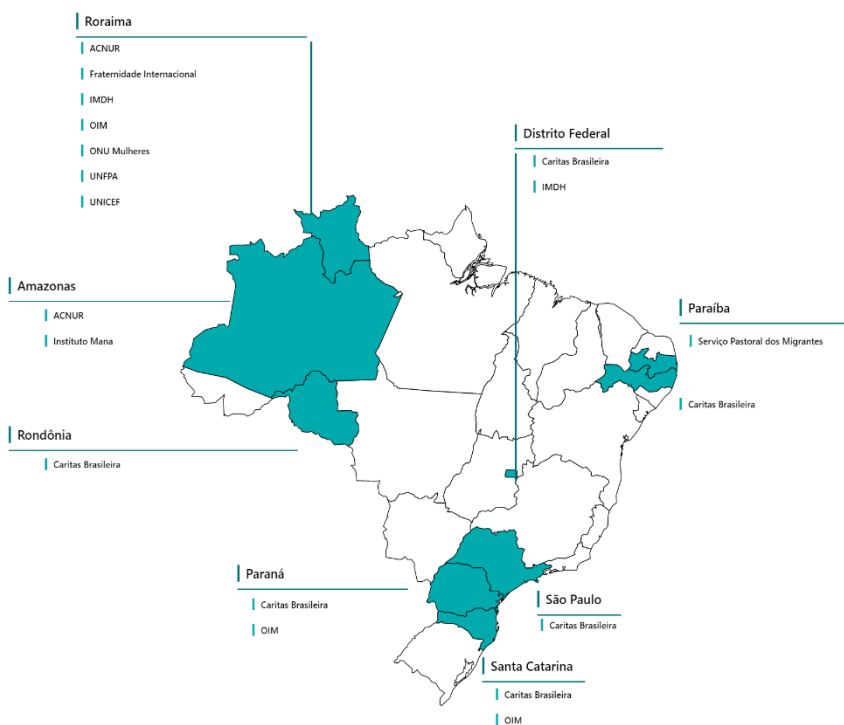 Roraima
ACNUR
Fraternidade Internacional
IMDH
OIM
ONU Mulheres
UNFPA
UNICEF
Distrito Federal
Caritas Brasileira
IMDH
Amazonas
ACNUR
Instituto Mana
Paraíba
Serviço Pastoral dos Migrantes
Caritas Brasileira
Rondônia
Caritas Brasileira
Paraná
Caritas Brasileira
OIM
São Paulo
Caritas Brasileira
Santa Catarina
Caritas Brasileira
OIM